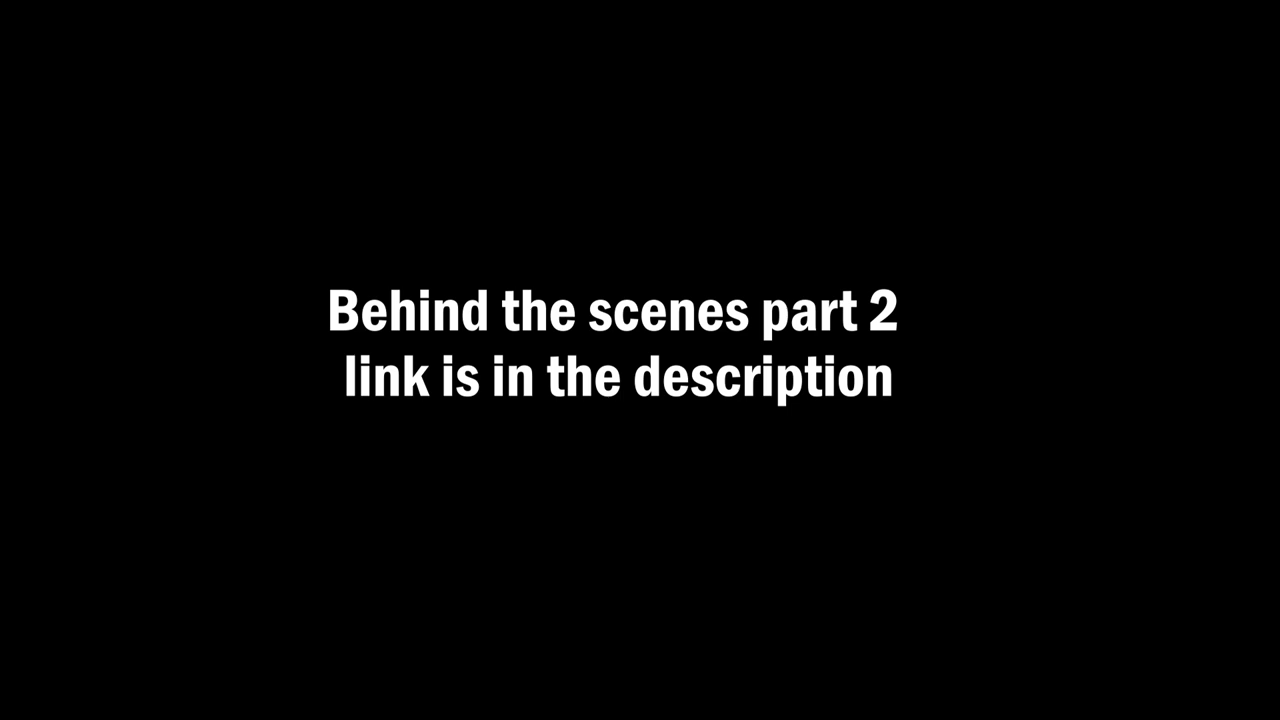 Behind the scenes part 2
link is in the description